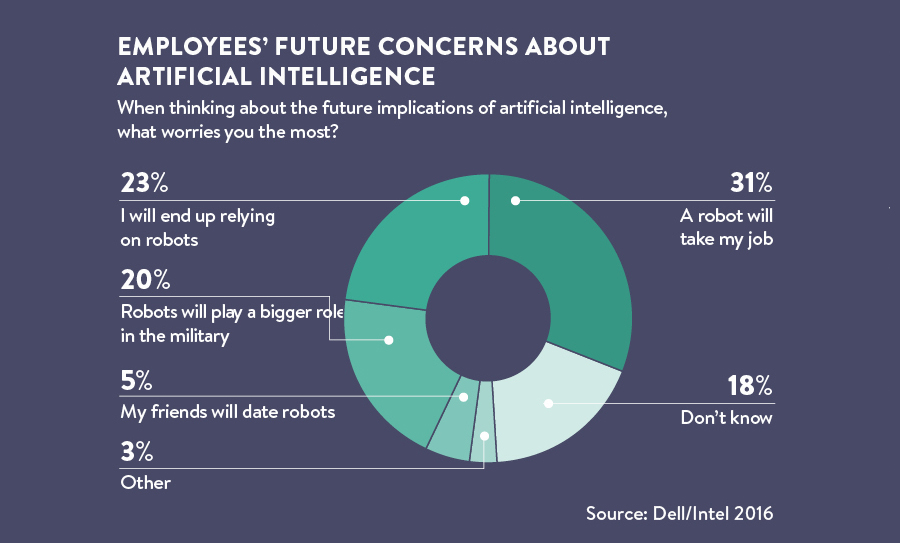 EMPLOYEES’ FUTURE CONCERNS ABOUT
ARTIFICIAL INTELLIGENCE
When thinking about the future implications of artificial intelligence,
what worries you the most?
23%
I will end up relying
on robots
20%
Robots will play a bigger role
in the military
5%
My friends will date robots
3%
Other
31%
A robot will
take my job
18%
Don’t know
Source: Dell/Intel 2016